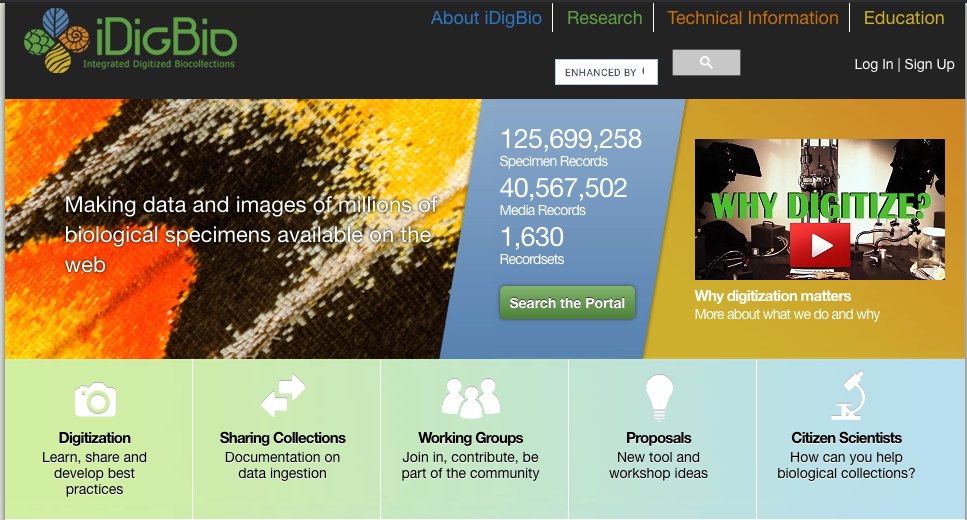 iDigBio
Integrated Digitized Biocollections
About iDigBio
Research
Technical Information
Education
ENHANCED BY
Log In | Sign Up
Making data and images of millions of
biological specimens available on the
web
125,699,258
Specimen Records
40,567,502
Media Records
1,630
Recordsets
Search the Portal
WHY DIGITIZE?
Why digitization matters
More about what we do and why
Digitization
Learn, share and
develop best
practices
Sharing Collections
Documentation on
data ingestion
Working Groups
Join in, contribute, be
part of the community
Proposals
New tool and
workshop ideas
Citizen Scientists
How can you help
biological collections?